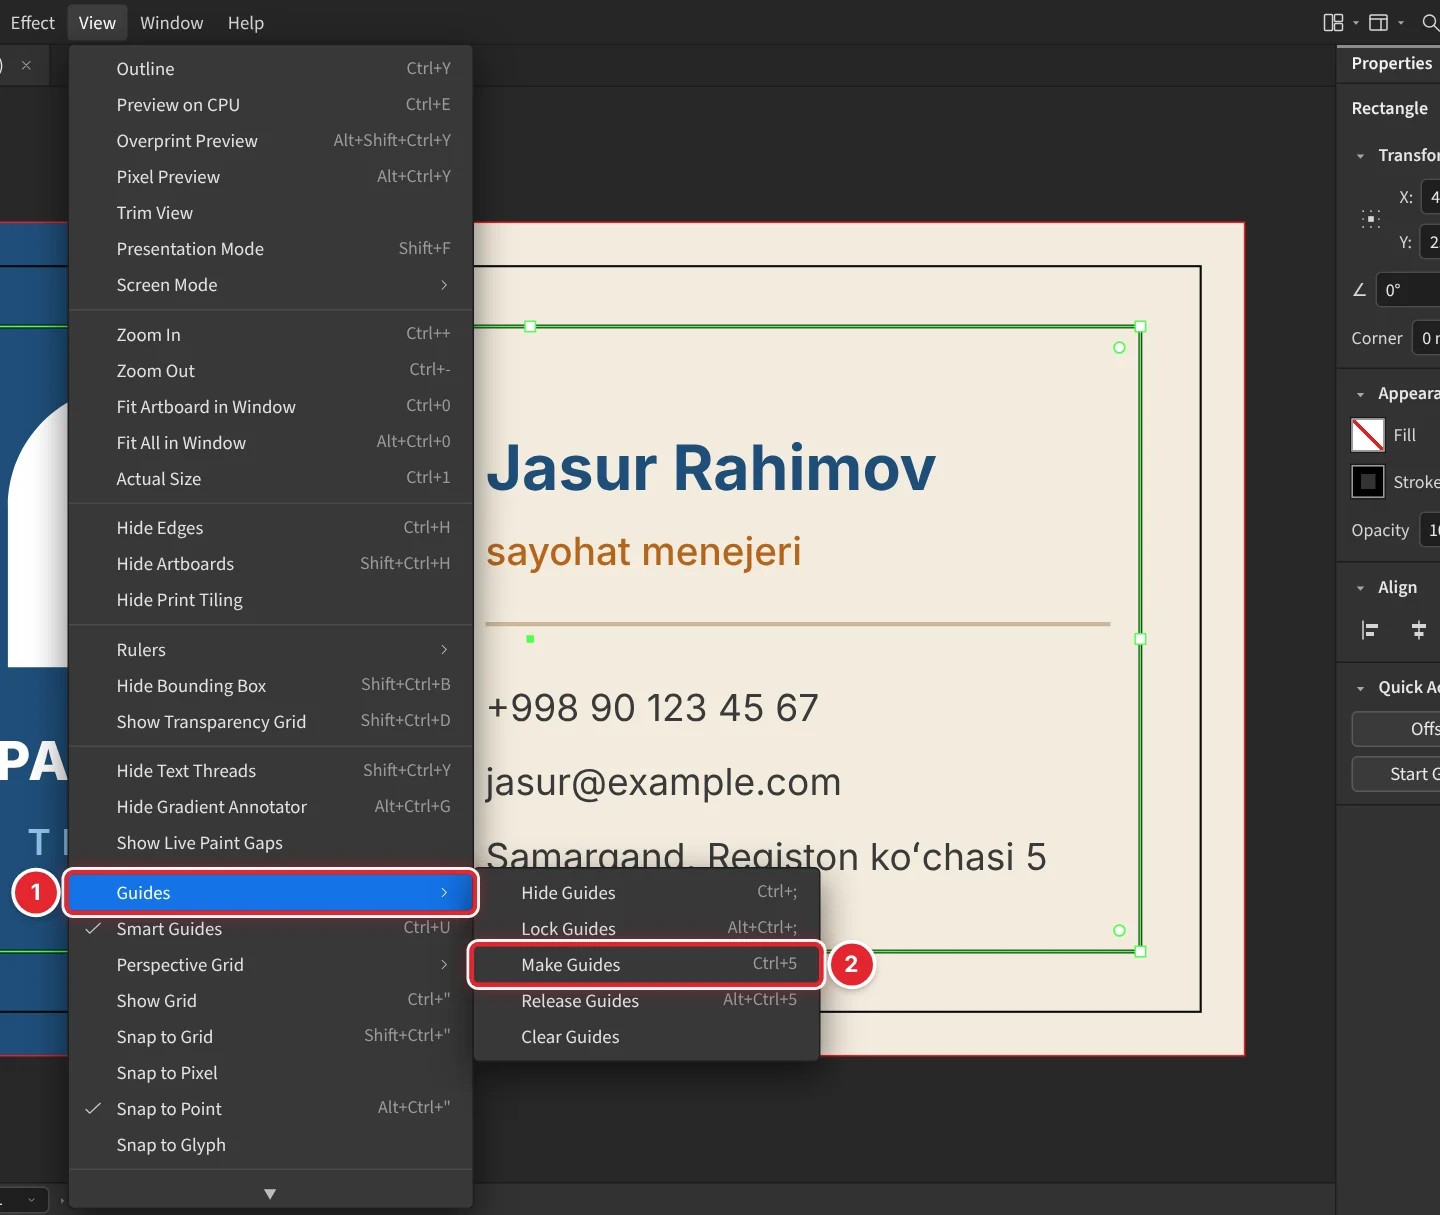 Effect View Window Help
Outline Ctrl+Y
Preview on CPU Ctrl+E
Overprint Preview Alt+Shift+Ctrl+Y
Pixel Preview Alt+Ctrl+Y
Trim View
Presentation Mode Shift+F
Screen Mode
Zoom In Ctrl++
Zoom Out Ctrl+-
Fit Artboard in Window Ctrl+0
Fit All in Window Alt+Ctrl+0
Actual Size Ctrl+1
Hide Edges Ctrl+H
Hide Artboards Shift+Ctrl+H
Hide Print Tiling
Rulers
Hide Bounding Box Shift+Ctrl+B
Show Transparency Grid Shift+Ctrl+D
Hide Text Threads Shift+Ctrl+Y
Hide Gradient Annotator Alt+Ctrl+G
Show Live Paint Gaps
1
Guides
Smart Guides Ctrl+U
Perspective Grid
Show Grid Ctrl+"
Snap to Grid Shift+Ctrl+"
Snap to Pixel
Snap to Point Alt+Ctrl+"
Snap to Glyph
Hide Guides Ctrl+;
Lock Guides Alt+Ctrl+;
Make Guides Ctrl+5
2
Release Guides Alt+Ctrl+5
Clear Guides
PA
T
Jasur Rahimov
sayohat menejeri
+998 90 123 45 67
jasur@example.com
Samarqand, Registon koʻchasi 5
Properties
Rectangle
Transfor
X: 4
Y: 2
0°
Corner 0
Appeara
Fill
Stroke
Opacity 10
Align
Quick Ac
Offs
Start G